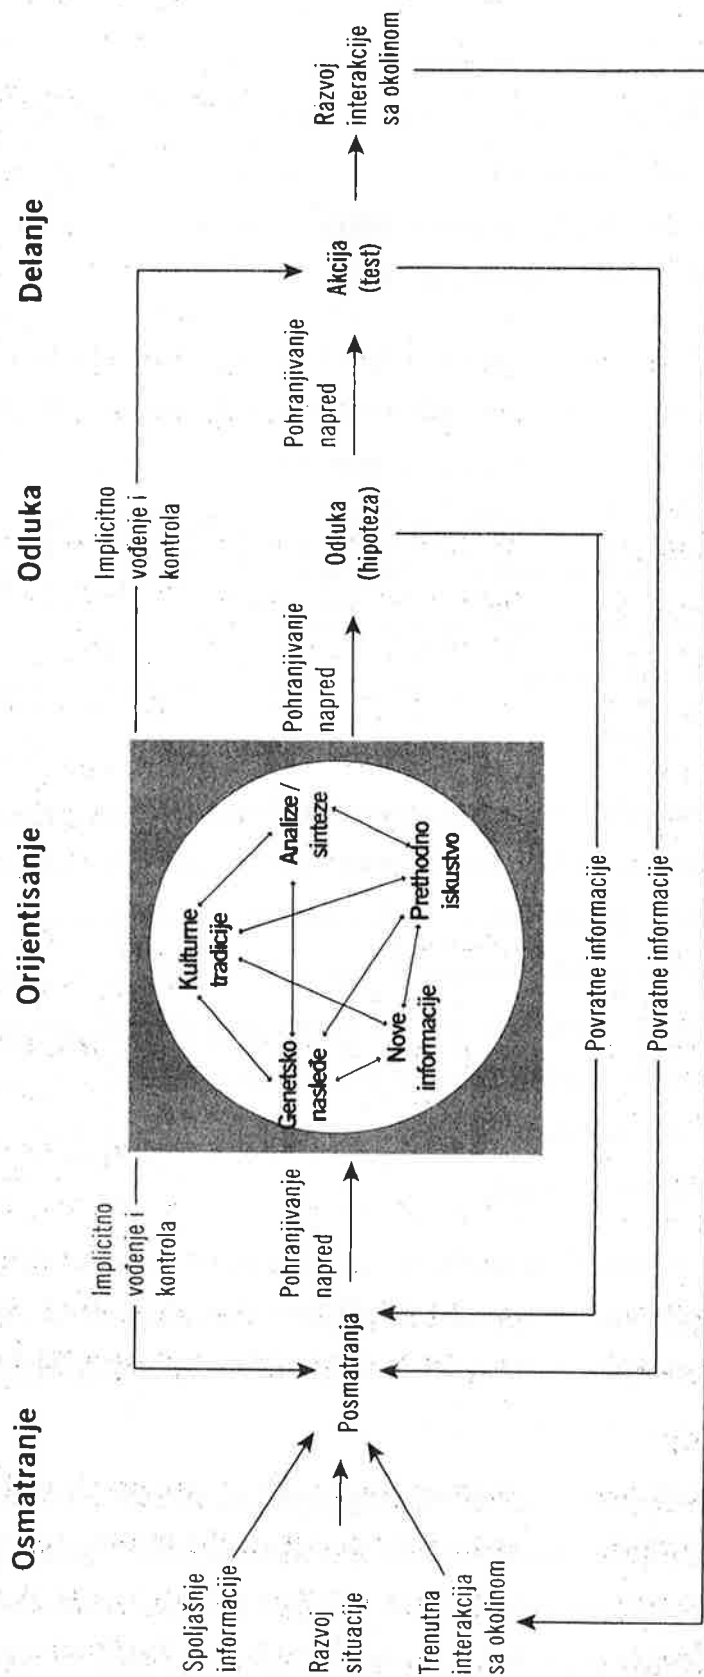 Osmatranje
Orijentisanje
Odluka
Delanje
Implicitno
vođenje i
kontrola
Implicitno
vođenje i
kontrola
Spoljašnje
informacije
Razvoj
situacije
Trenutna
interakcija
sa okolinom
Posmatranja
Pohranjivanje
napred
Kulturne
tradicije
Genetsko
nasleđe
Analize /
sinteze
Nove
informacije
Prethodno
iskustvo
Pohranjivanje
napred
Odluka
(hipoteza)
Pohranjivanje
napred
Akcija
(test)
Razvoj
interakcije
sa okolinom
Povratne informacije
Povratne informacije